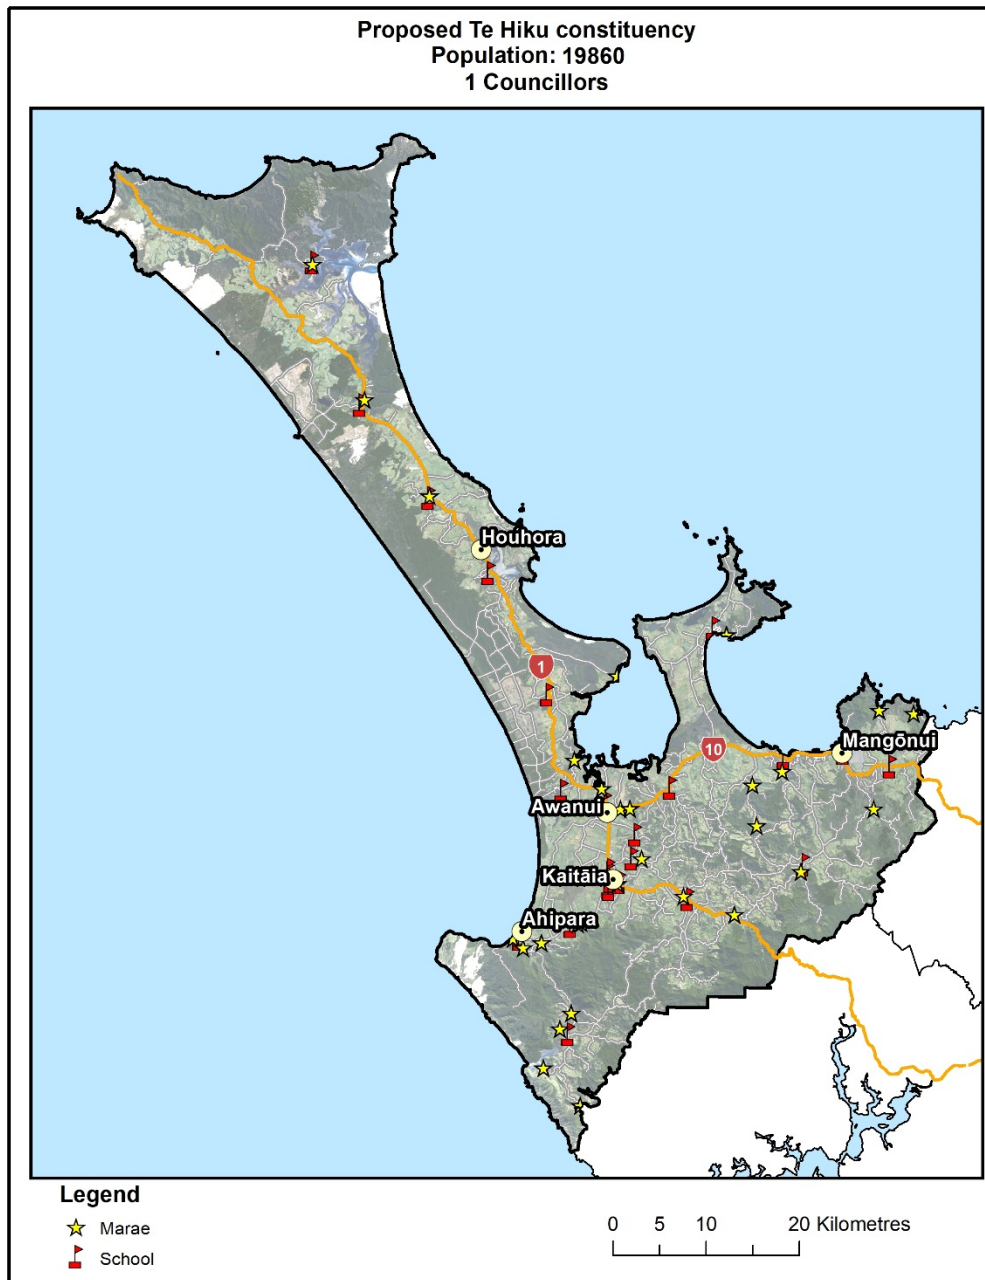 Proposed Te Hiku constituency
Population: 19860
1 Councillors
Houhora
1
10
Mangōnui
Awanui
Kaitāia
Ahipara
Legend
Marae
School
0 5 10 20 Kilometres